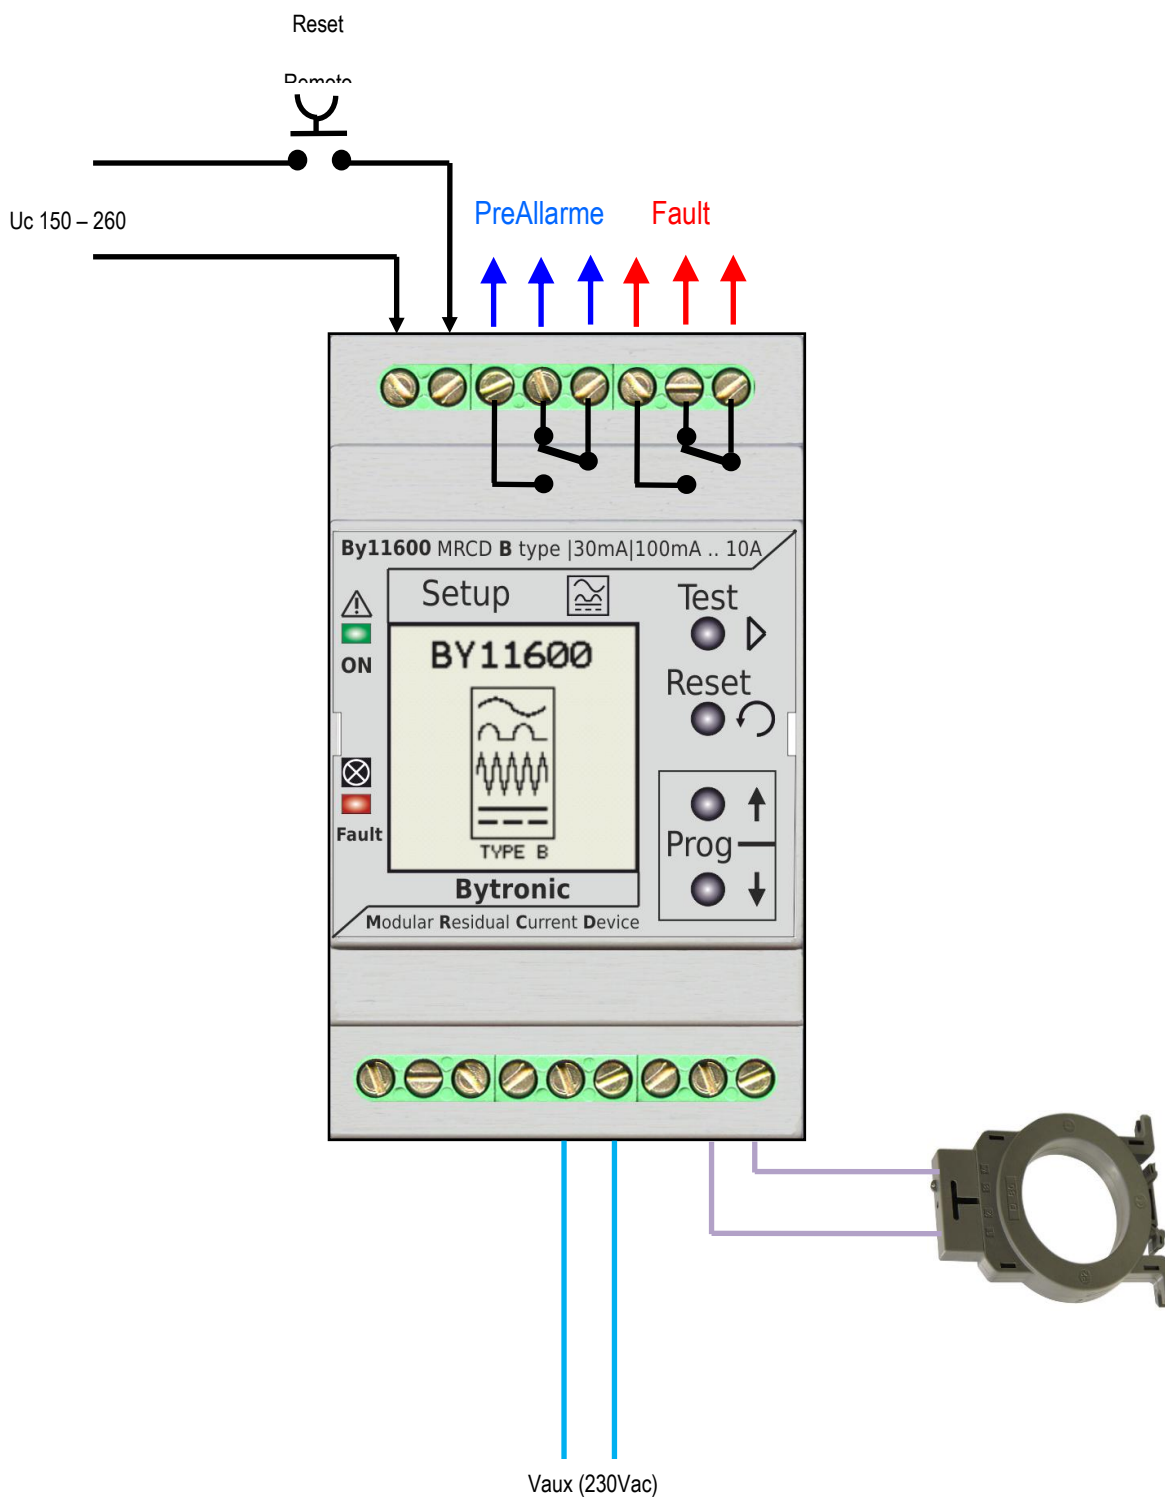 Reset
Remote
Uc 150 – 260
PreAllarme
Fault
By11600 MRCD B type |30mA|100mA .. 10A
Setup
Test
ON
BY11600
Reset
Fault
Prog
TYPE B
Bytronic
Modular Residual Current Device
Vaux (230Vac)